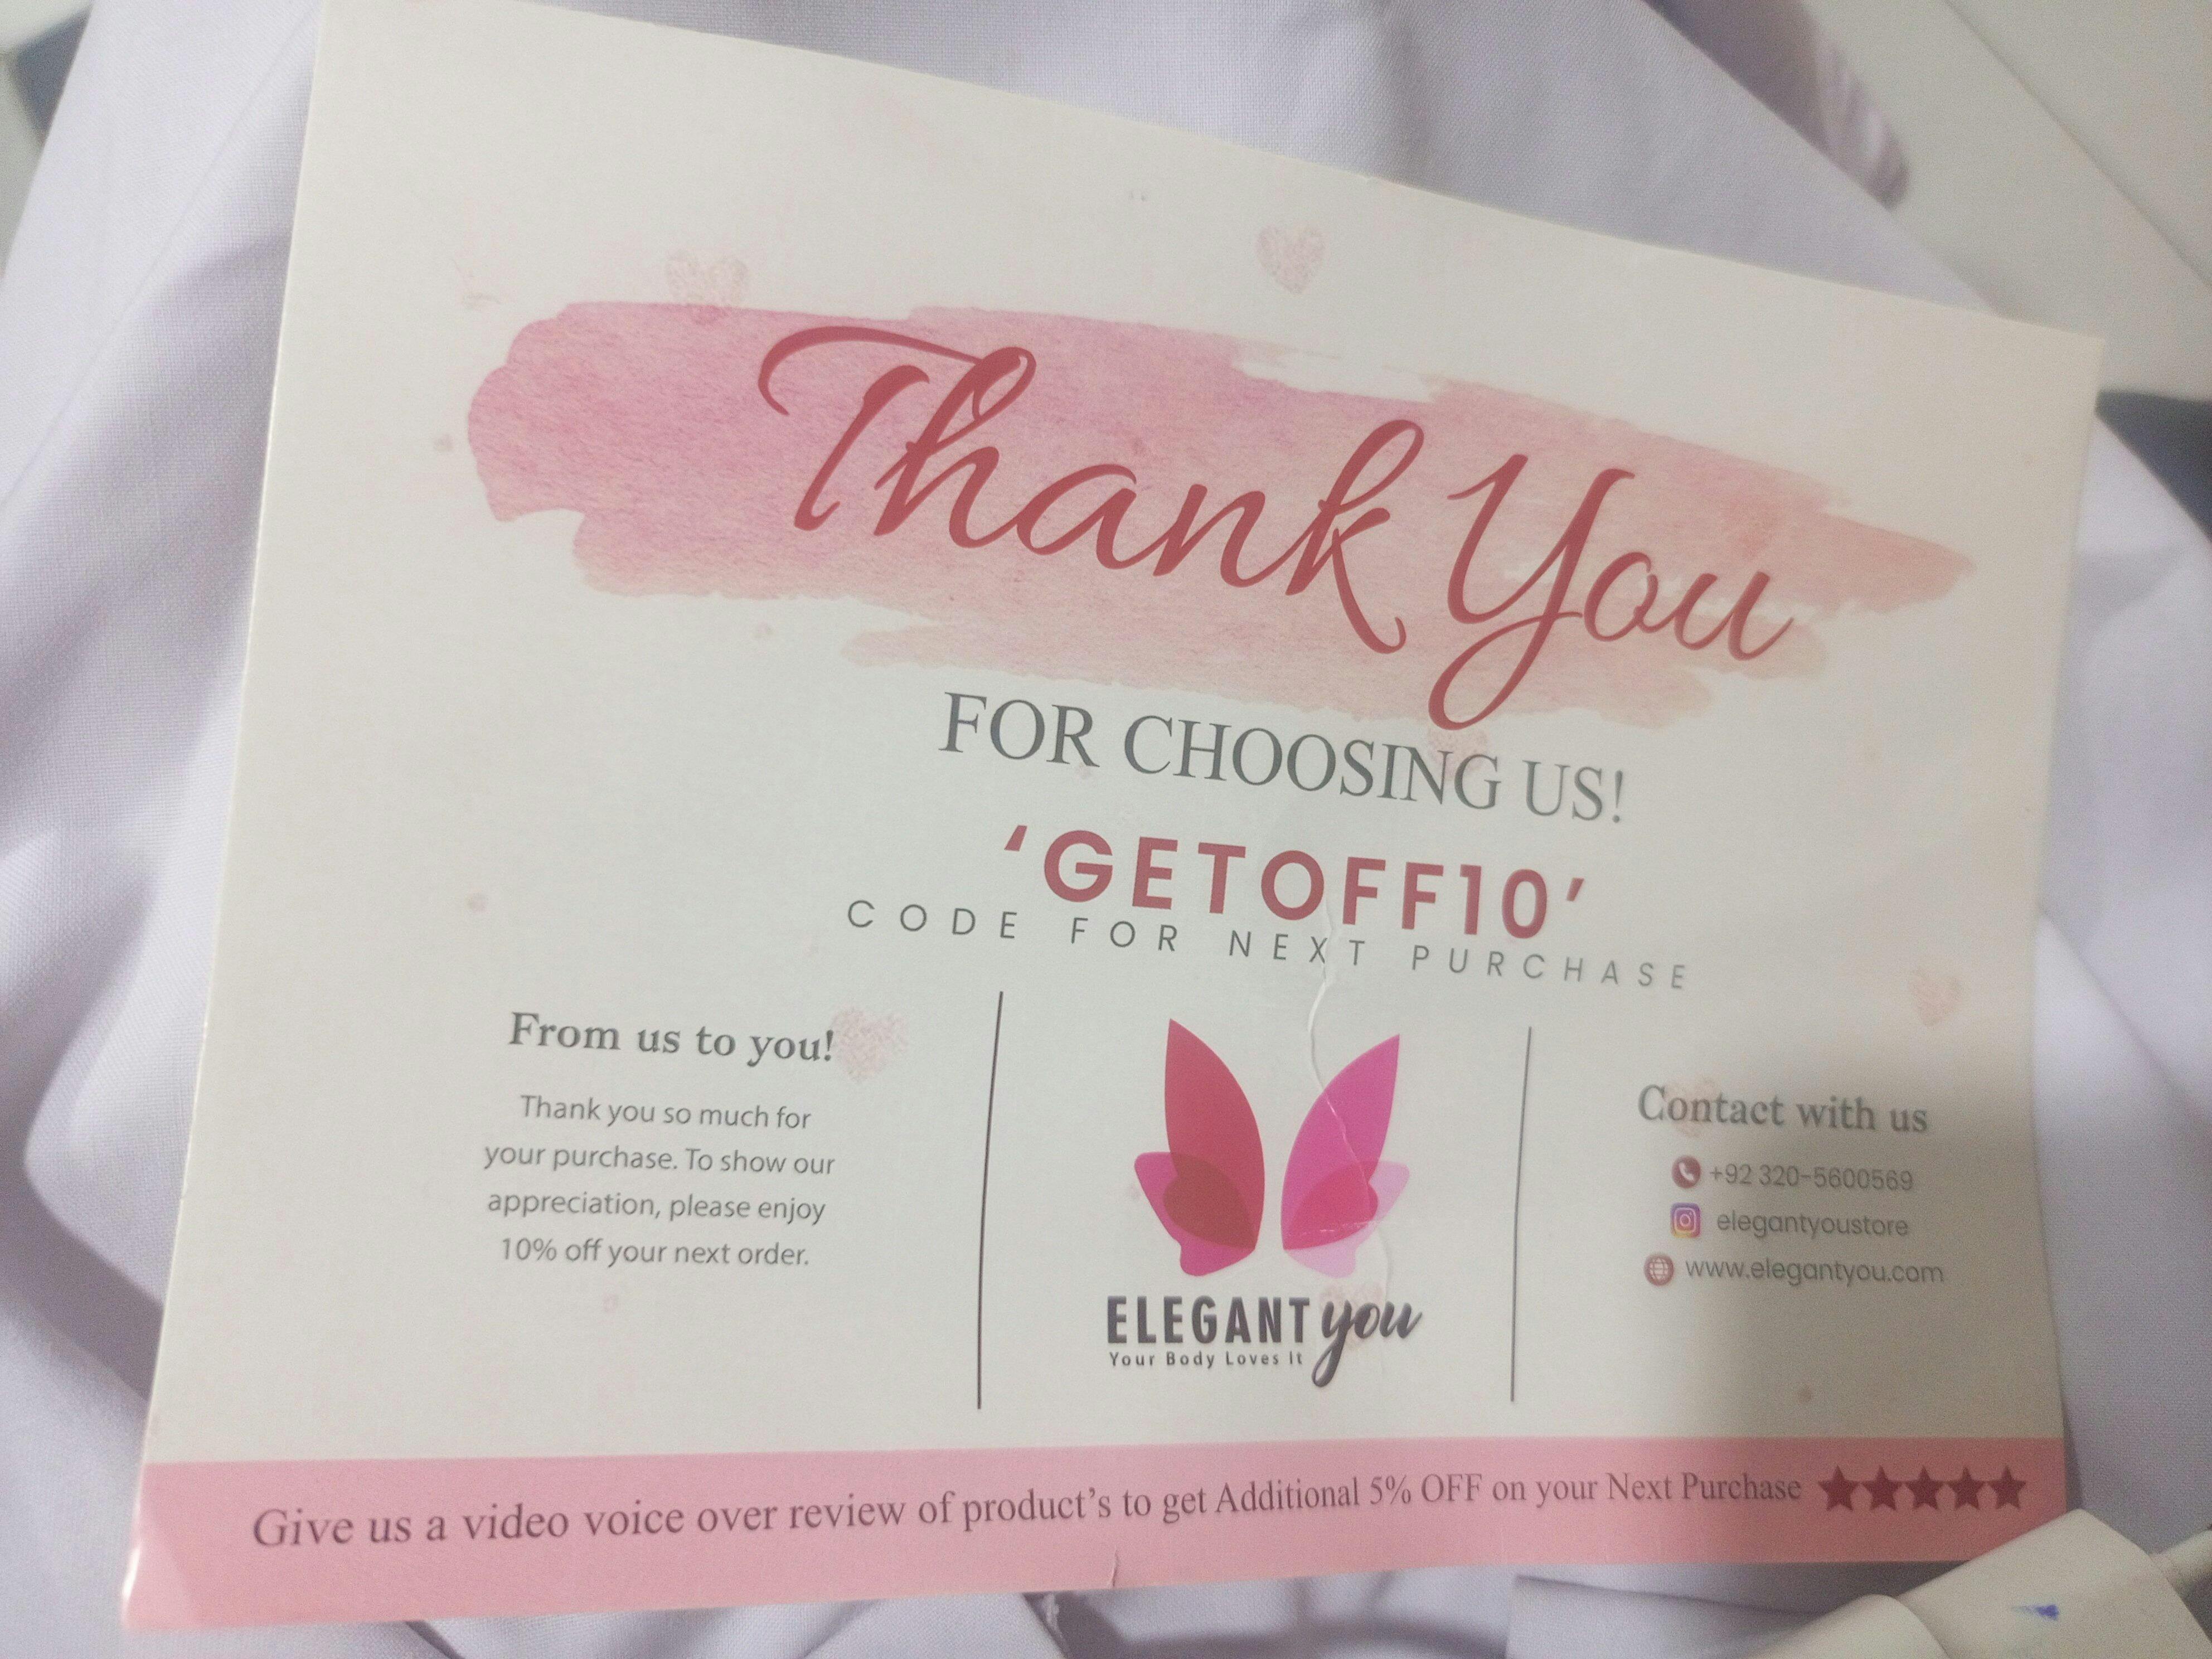 Thank You
FOR CHOOSING US!
'GETOFF10'
CODE FOR NEXT PURCHASE
From us to you!
Thank you so much for
your purchase. To show our
appreciation, please enjoy
10% off your next order.
ELEGANT you
Your Body Loves It
Contact with us
+92 320-5600569
elegantyoustore
www.elegantyou.com
Give us a video voice over review of product's to get Additional 5% OFF on your Next Purchase